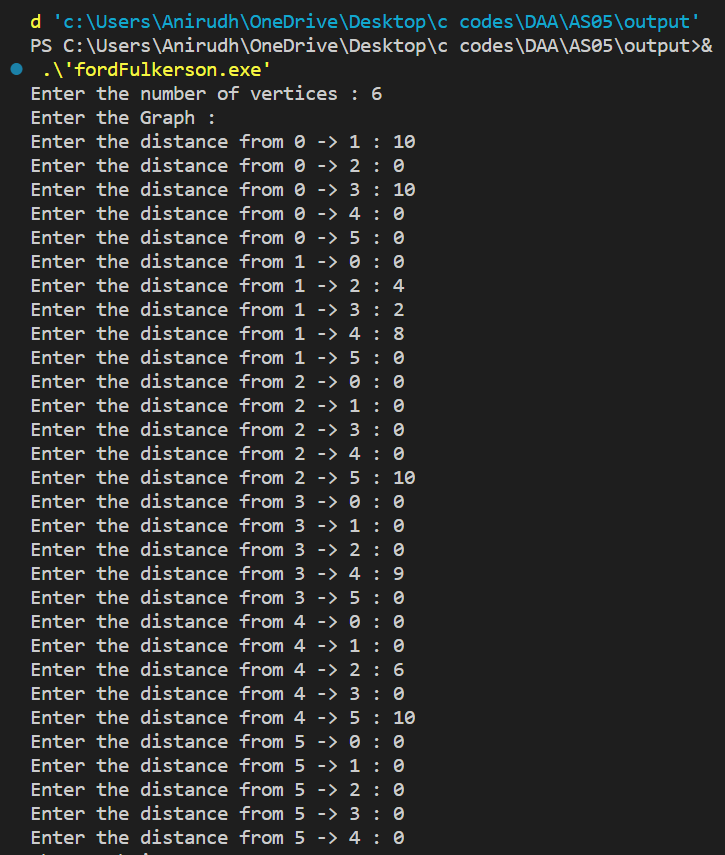 d 'c:\Users\Anirudh\OneDrive\Desktop\c codes\DAA\AS05\output'
PS C:\Users\Anirudh\OneDrive\Desktop\c codes\DAA\AS05\output>&
.\'fordFulkerson.exe'
Enter the number of vertices : 6
Enter the Graph :
Enter the distance from 0 -> 1 : 10
Enter the distance from 0 -> 2 : 0
Enter the distance from 0 -> 3 : 10
Enter the distance from 0 -> 4 : 0
Enter the distance from 0 -> 5 : 0
Enter the distance from 1 -> 0 : 0
Enter the distance from 1 -> 2 : 4
Enter the distance from 1 -> 3 : 2
Enter the distance from 1 -> 4 : 8
Enter the distance from 1 -> 5 : 0
Enter the distance from 2 -> 0 : 0
Enter the distance from 2 -> 1 : 0
Enter the distance from 2 -> 3 : 0
Enter the distance from 2 -> 4 : 0
Enter the distance from 2 -> 5 : 10
Enter the distance from 3 -> 0 : 0
Enter the distance from 3 -> 1 : 0
Enter the distance from 3 -> 2 : 0
Enter the distance from 3 -> 4 : 9
Enter the distance from 3 -> 5 : 0
Enter the distance from 4 -> 0 : 0
Enter the distance from 4 -> 1 : 0
Enter the distance from 4 -> 2 : 6
Enter the distance from 4 -> 3 : 0
Enter the distance from 4 -> 5 : 10
Enter the distance from 5 -> 0 : 0
Enter the distance from 5 -> 1 : 0
Enter the distance from 5 -> 2 : 0
Enter the distance from 5 -> 3 : 0
Enter the distance from 5 -> 4 : 0